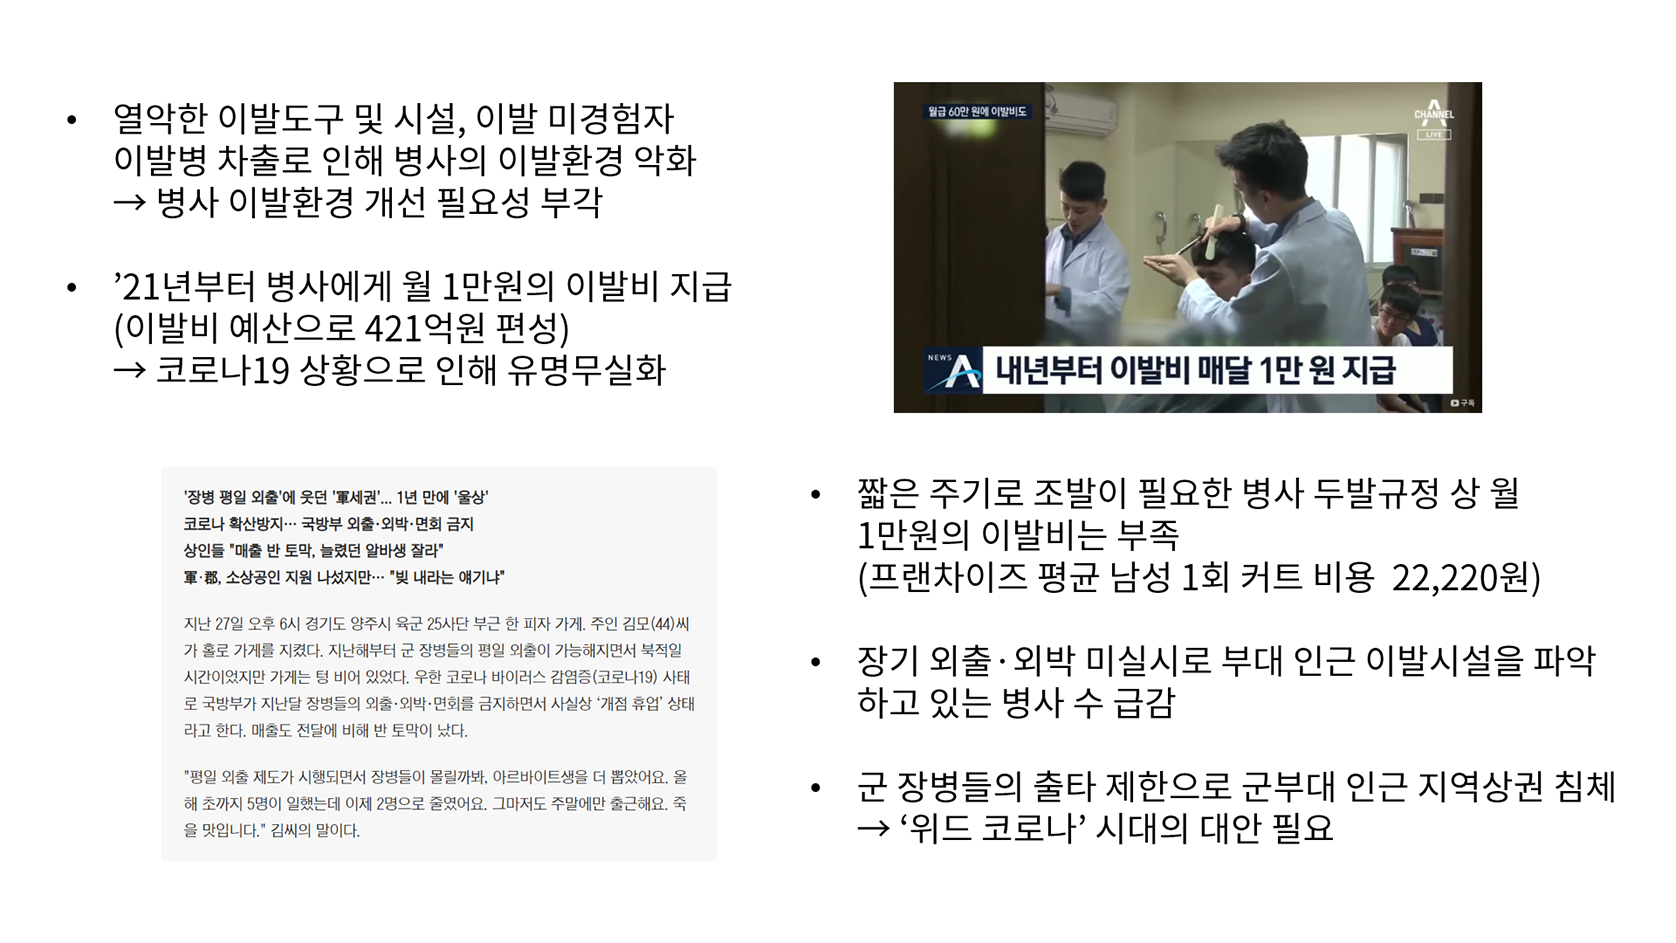 • 열악한 이발도구 및 시설, 이발 미경험자
이발병 차출로 인해 병사의 이발환경 악화
→ 병사 이발환경 개선 필요성 부각
• ’21년부터 병사에게 월 1만원의 이발비 지급
(이발비 예산으로 421억원 편성)
→ 코로나19 상황으로 인해 유명무실화
월급 60만 원에 이발비도
CHANNEL A
LIVE
NEWS A
내년부터 이발비 매달 1만 원 지급
구독
'장병 평일 외출'에 웃던 '軍세권'... 1년 만에 '울상'
코로나 확산방지… 국방부 외출·외박·면회 금지
상인들 "매출 반 토막, 늘렸던 알바생 잘라"
軍·郡, 소상공인 지원 나섰지만… "빚 내라는 얘기냐"
지난 27일 오후 6시 경기도 양주시 육군 25사단 부근 한 피자 가게. 주인 김모(44)씨
가 홀로 가게를 지켰다. 지난해부터 군 장병들의 평일 외출이 가능해지면서 북적일
시간이었지만 가게는 텅 비어 있었다. 우한 코로나 바이러스 감염증(코로나19) 사태
로 국방부가 지난달 장병들의 외출·외박·면회를 금지하면서 사실상 ‘개점 휴업’ 상태
라고 한다. 매출도 전달에 비해 반 토막이 났다.
"평일 외출 제도가 시행되면서 장병들이 몰릴까봐, 아르바이트생을 더 뽑았어요. 올
해 초까지 5명이 일했는데 이제 2명으로 줄였어요. 그마저도 주말에만 출근해요. 죽
을 맛입니다." 김씨의 말이다.
• 짧은 주기로 조발이 필요한 병사 두발규정 상 월
1만원의 이발비는 부족
(프랜차이즈 평균 남성 1회 커트 비용 22,220원)
• 장기 외출·외박 미실시로 부대 인근 이발시설을 파악
하고 있는 병사 수 급감
• 군 장병들의 출타 제한으로 군부대 인근 지역상권 침체
→ ‘위드 코로나’ 시대의 대안 필요